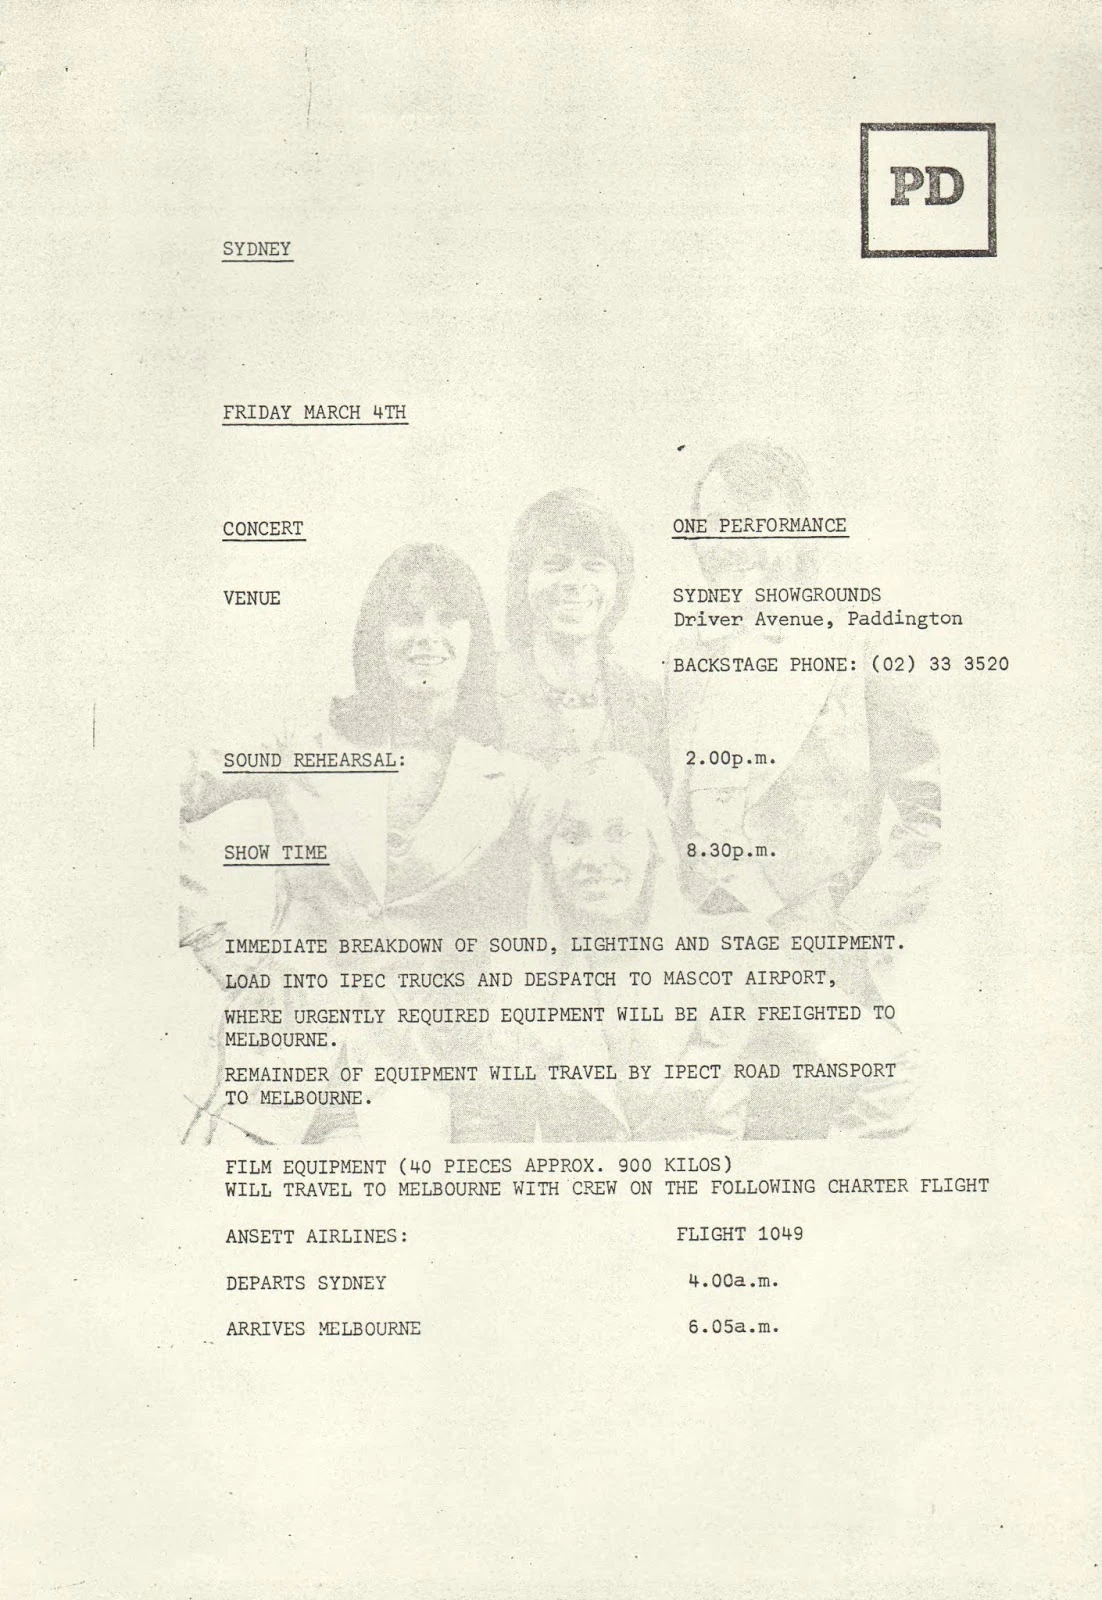 PD
SYDNEY
FRIDAY MARCH 4TH
CONCERT
ONE PERFORMANCE
VENUE
SYDNEY SHOWGROUNDS
Driver Avenue, Paddington
BACKSTAGE PHONE: (02) 33 3520
SOUND REHEARSAL:
2.00p.m.
SHOW TIME
8.30p.m.
IMMEDIATE BREAKDOWN OF SOUND, LIGHTING AND STAGE EQUIPMENT.
LOAD INTO IPEC TRUCKS AND DESPATCH TO MASCOT AIRPORT,
WHERE URGENTLY REQUIRED EQUIPMENT WILL BE AIR FREIGHTED TO
MELBOURNE.
REMAINDER OF EQUIPMENT WILL TRAVEL BY IPECT ROAD TRANSPORT
TO MELBOURNE.
FILM EQUIPMENT (40 PIECES APPROX. 900 KILOS)
WILL TRAVEL TO MELBOURNE WITH CREW ON THE FOLLOWING CHARTER FLIGHT
ANSETT AIRLINES:
FLIGHT 1049
DEPARTS SYDNEY
4.00a.m.
ARRIVES MELBOURNE
6.05a.m.